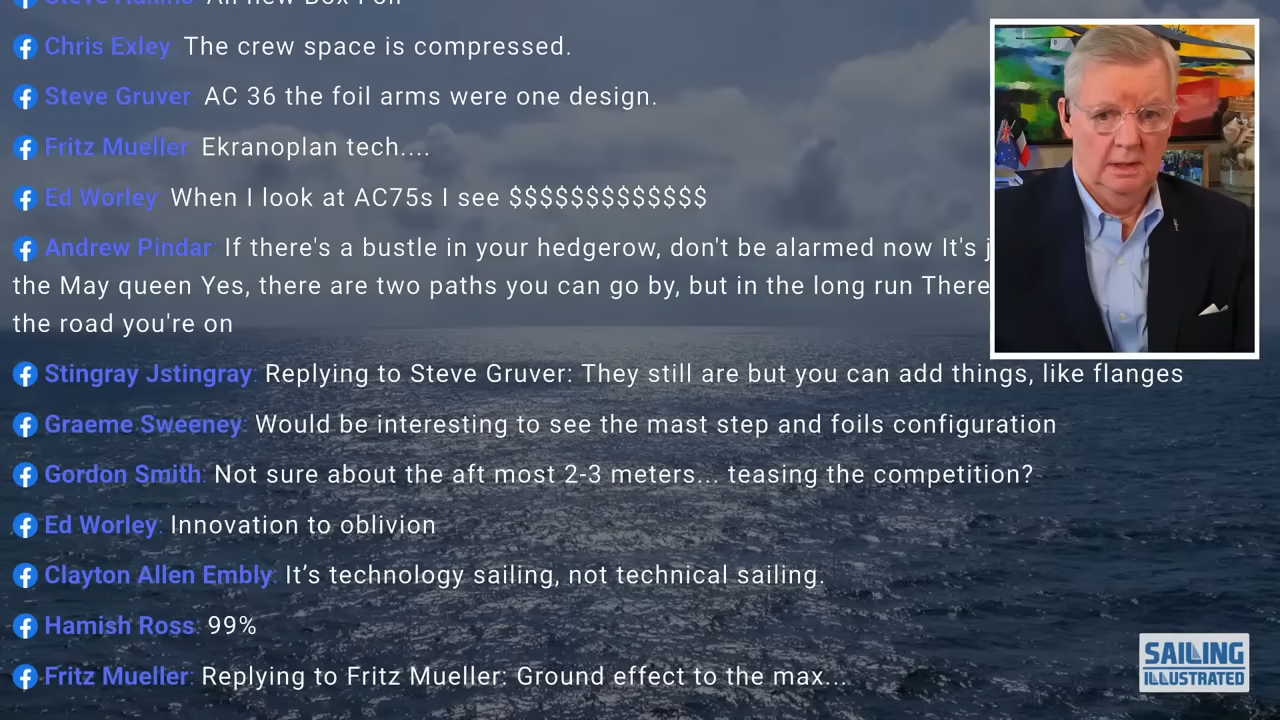 Chris Exley: The crew space is compressed.
Steve Gruver: AC 36 the foil arms were one design.
Fritz Mueller: Ekranoplan tech....
Ed Worley: When I look at AC75s I see $$$$$$$$$$$$$
Andrew Pindar: If there's a bustle in your hedgerow, don't be alarmed now It's
the May queen Yes, there are two paths you can go by, but in the long run There
the road you're on
Stingray Jstingray: Replying to Steve Gruver: They still are but you can add things, like flanges
Graeme Sweeney: Would be interesting to see the mast step and foils configuration
Gordon Smith: Not sure about the aft most 2-3 meters... teasing the competition?
Ed Worley: Innovation to oblivion
Clayton Allen Embly: It’s technology sailing, not technical sailing.
Hamish Ross: 99%
Fritz Mueller: Replying to Fritz Mueller: Ground effect to the max...
SAILING
ILLUSTRATED